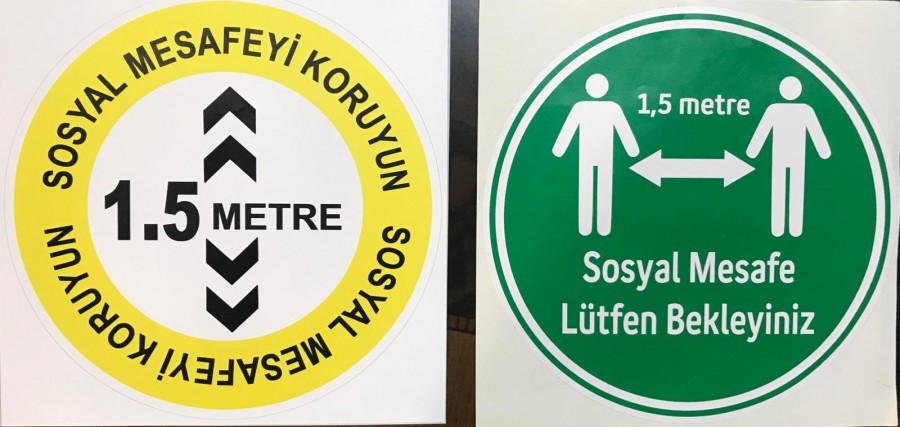 SOSYAL MESAFEYİ KORUYUN
1.5 METRE
SOSYAL MESAFEYİ KORUYUN
1,5 metre
Sosyal Mesafe
Lütfen Bekleyiniz